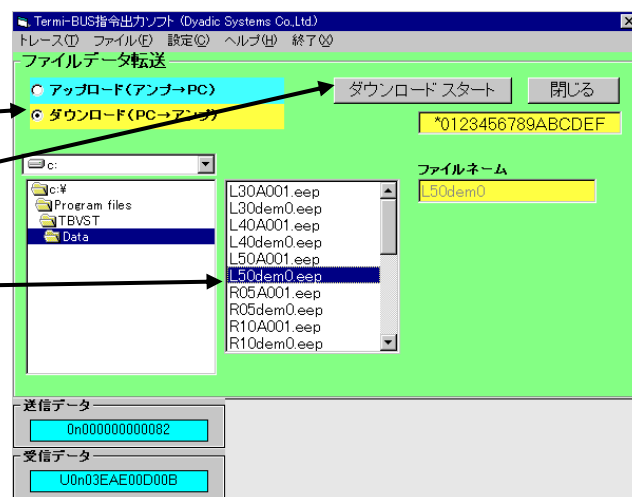 Termi-BUS指令出力ソフト (Dyadic Systems Co.,Ltd.)
トレース(T) ファイル(F) 設定(C) ヘルプ(H) 終了(X)
ファイルデータ転送
アップロード(アンプ→PC)
ダウンロード(PC→アンプ)
ダウンロード スタート
閉じる
*0123456789ABCDEF
c:
ファイルネーム
L50dem0
c:¥
Program files
TBVST
Data
L30A001.eep
L30dem0.eep
L40A001.eep
L40dem0.eep
L50A001.eep
L50dem0.eep
R05A001.eep
R05dem0.eep
R10A001.eep
R10dem0.eep
送信データ
0n000000000082
受信データ
U0n03EAE00D00B